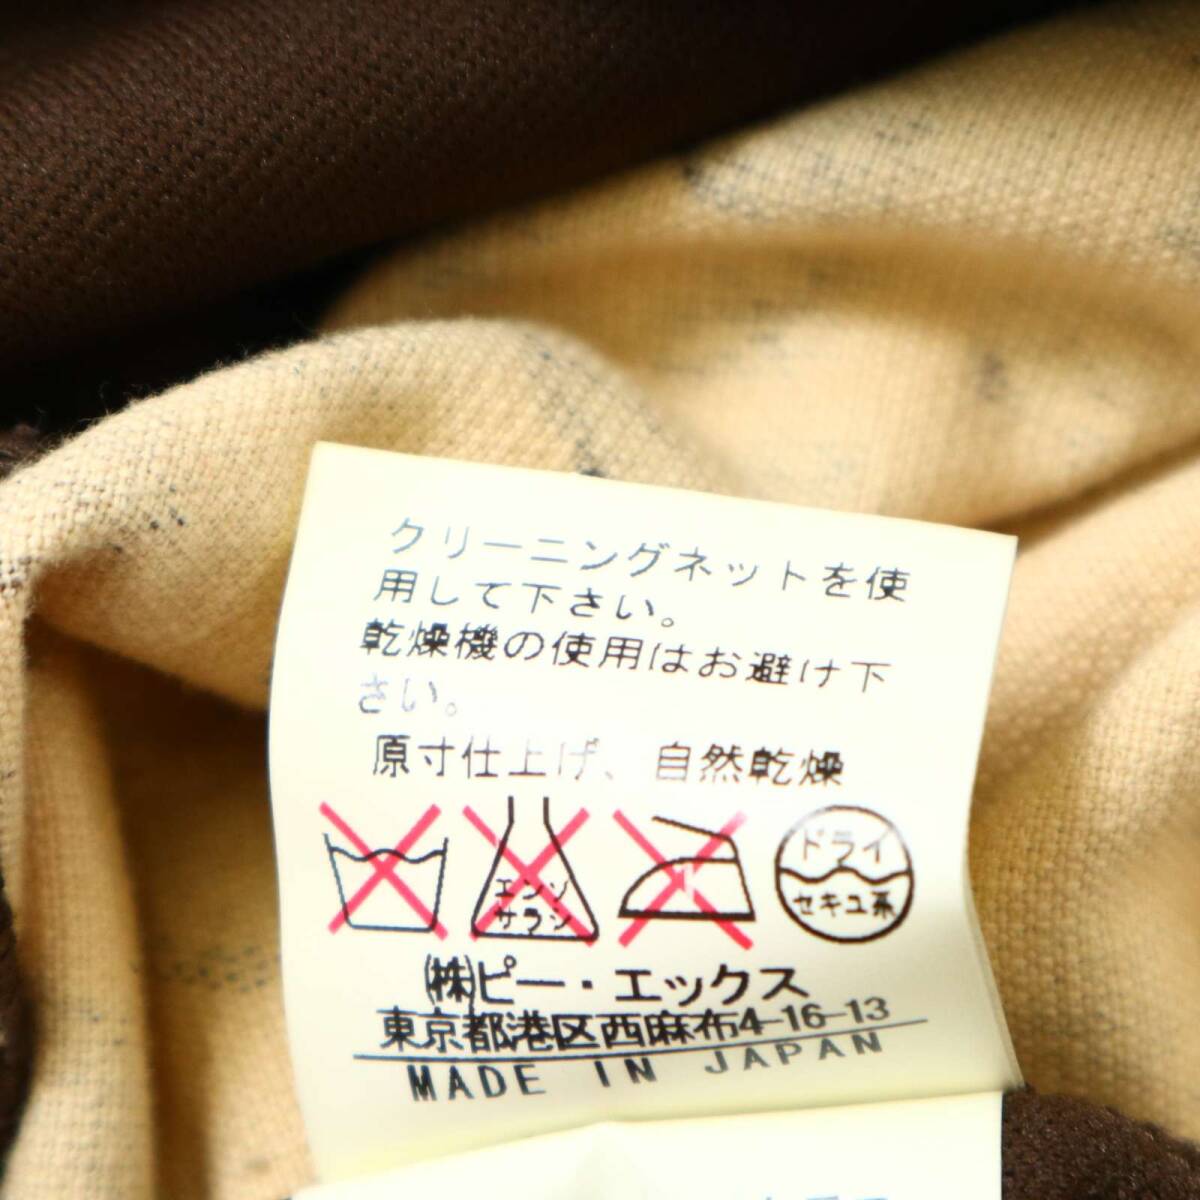 クリーニングネットを使
用して下さい。
乾燥機の使用はお避け下
さい。
原寸仕上げ、自然乾燥
エンソ
サラシ
ドライ
セキユ系
㈱ピー・エックス
東京都港区西麻布4-16-13
MADE IN JAPAN